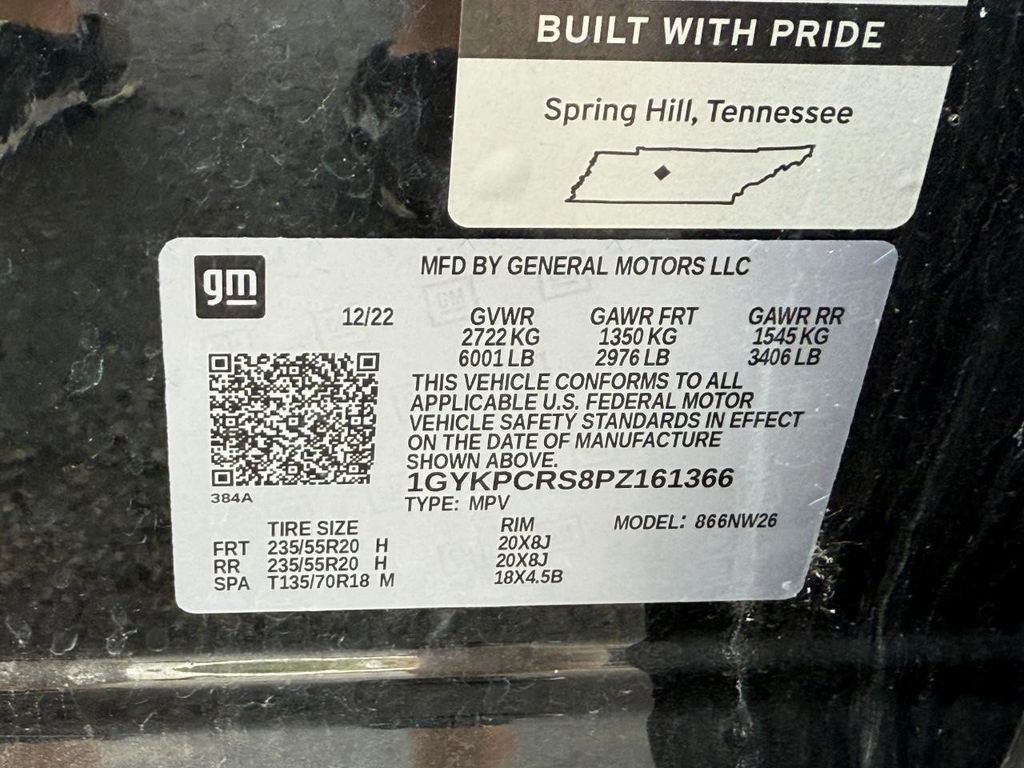 BUILT WITH PRIDE
Spring Hill, Tennessee
gm
MFD BY GENERAL MOTORS LLC
12/22 GVWR GAWR FRT GAWR RR
2722 KG 1350 KG 1545 KG
6001 LB 2976 LB 3406 LB
THIS VEHICLE CONFORMS TO ALL
APPLICABLE U.S. FEDERAL MOTOR
VEHICLE SAFETY STANDARDS IN EFFECT
ON THE DATE OF MANUFACTURE
SHOWN ABOVE.
1GYKPCRS8PZ161366
384A
TYPE: MPV
TIRE SIZE RIM MODEL: 866NW26
FRT 235/55R20 H 20X8J
RR 235/55R20 H 20X8J
SPA T135/70R18 M 18X4.5B